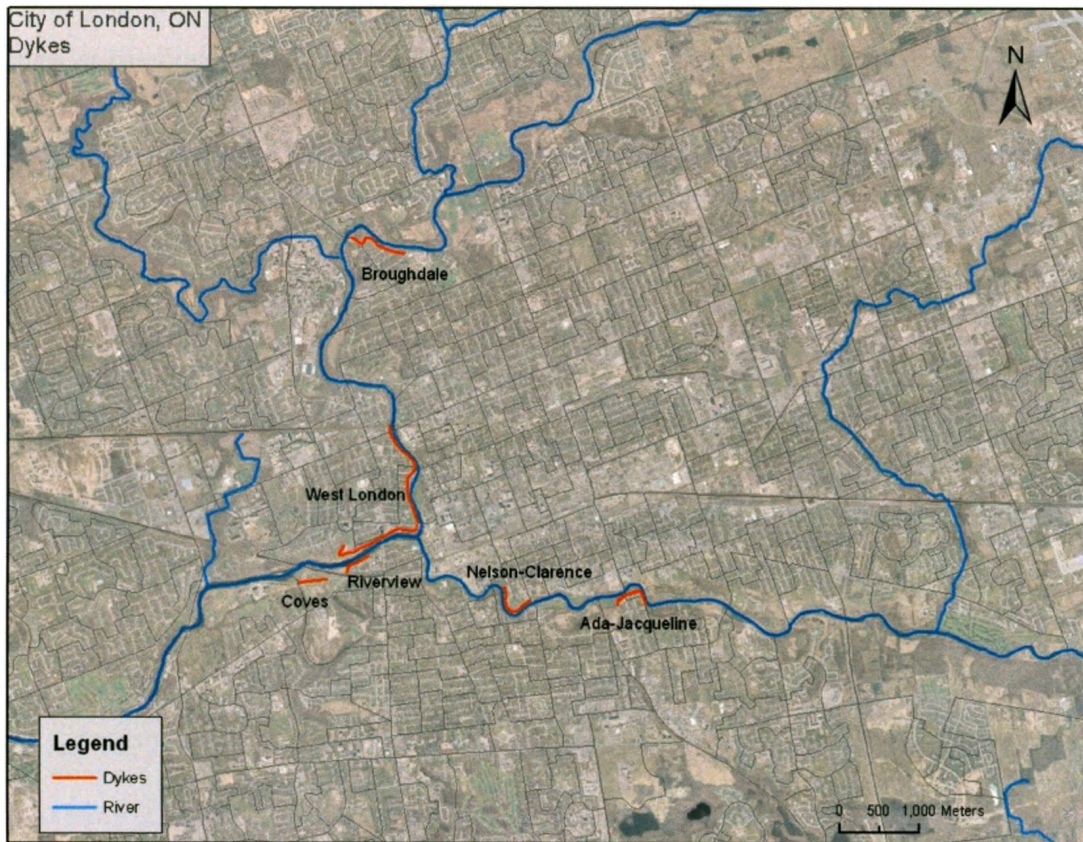 City of London, ON
Dykes
N
Broughdale
West London
Nelson-Clarence
Riverview
Coves
Ada-Jacqueline
Legend
Dykes
River
0 500 1,000 Meters